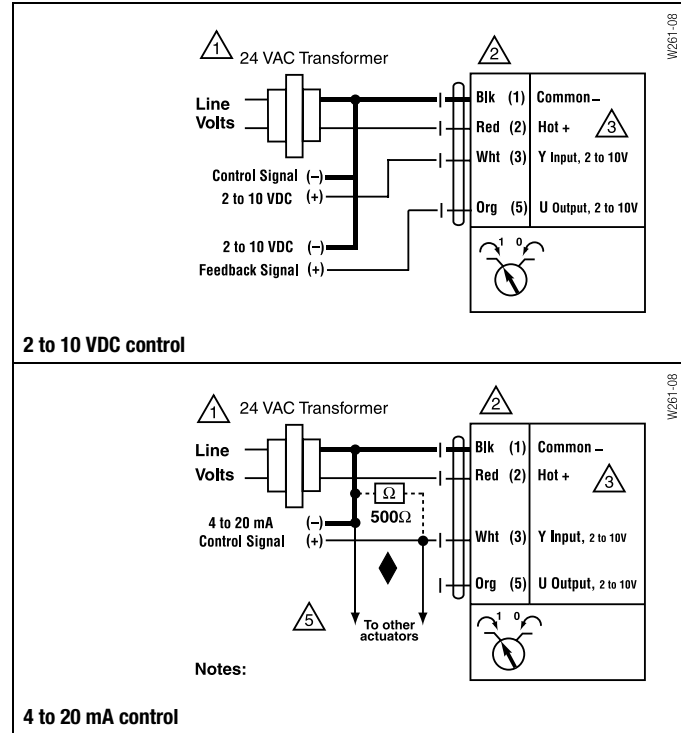 W261-08
1
24 VAC Transformer
2
Line
Volts
Blk (1) Common –
Red (2) Hot +
3
Wht (3) Y Input, 2 to 10V
Control Signal (–)
2 to 10 VDC (+)
Org (5) U Output, 2 to 10V
2 to 10 VDC (–)
Feedback Signal (+)
1 0
2 to 10 VDC control
W261-08
1
24 VAC Transformer
2
Line
Volts
Blk (1) Common –
Red (2) Hot +
3
Ω
500Ω
4 to 20 mA (–)
Control Signal (+)
Wht (3) Y Input, 2 to 10V
Org (5) U Output, 2 to 10V
5
To other
actuators
1 0
Notes:
4 to 20 mA control